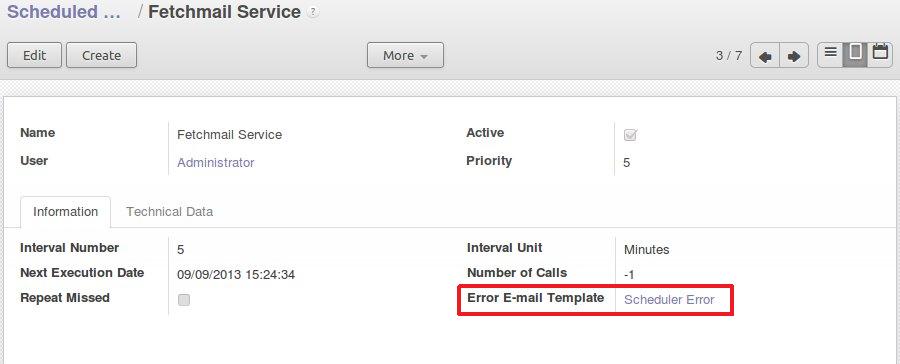 Scheduled ... / Fetchmail Service ?
Edit Create More 3 / 7
Name Fetchmail Service Active
User Administrator Priority 5
Information Technical Data
Interval Number 5 Interval Unit Minutes
Next Execution Date 09/09/2013 15:24:34 Number of Calls -1
Repeat Missed Error E-mail Template Scheduler Error